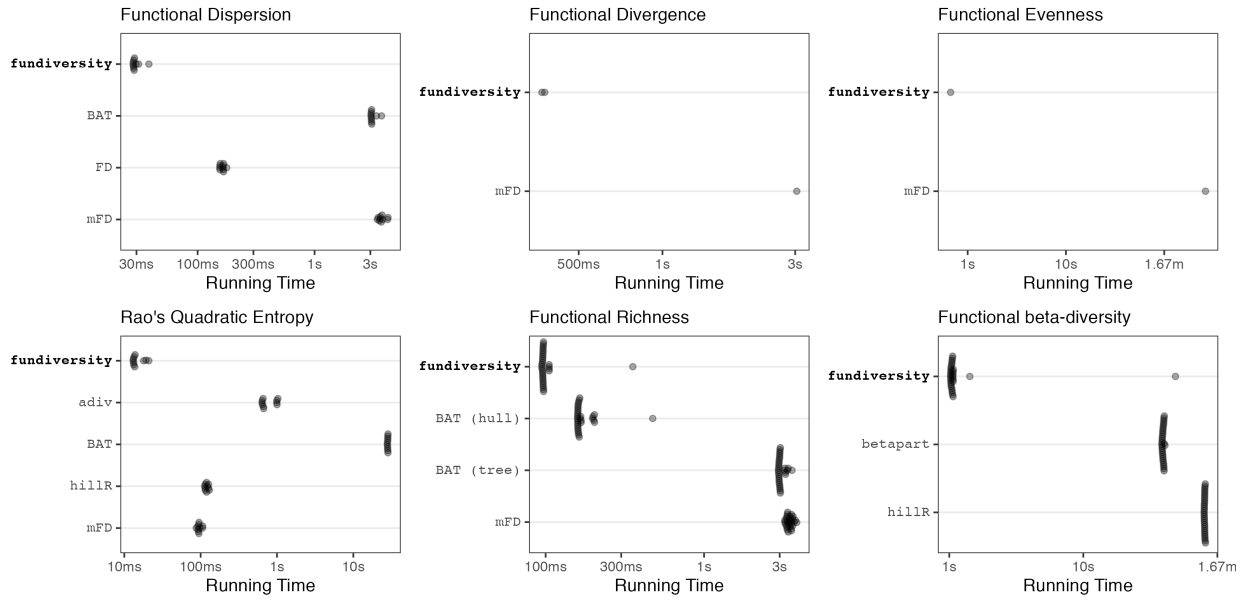 Functional Dispersion
fundiversity
BAT
FD
mFD
30ms 100ms 300ms 1s 3s
Running Time
Functional Divergence
fundiversity
mFD
500ms 1s 3s
Running Time
Functional Evenness
fundiversity
mFD
1s 10s 1.67m
Running Time
Rao's Quadratic Entropy
fundiversity
adiv
BAT
hillR
mFD
10ms 100ms 1s 10s
Running Time
Functional Richness
fundiversity
BAT (hull)
BAT (tree)
mFD
100ms 300ms 1s 3s
Running Time
Functional beta-diversity
fundiversity
betapart
hillR
1s 10s 1.67m
Running Time